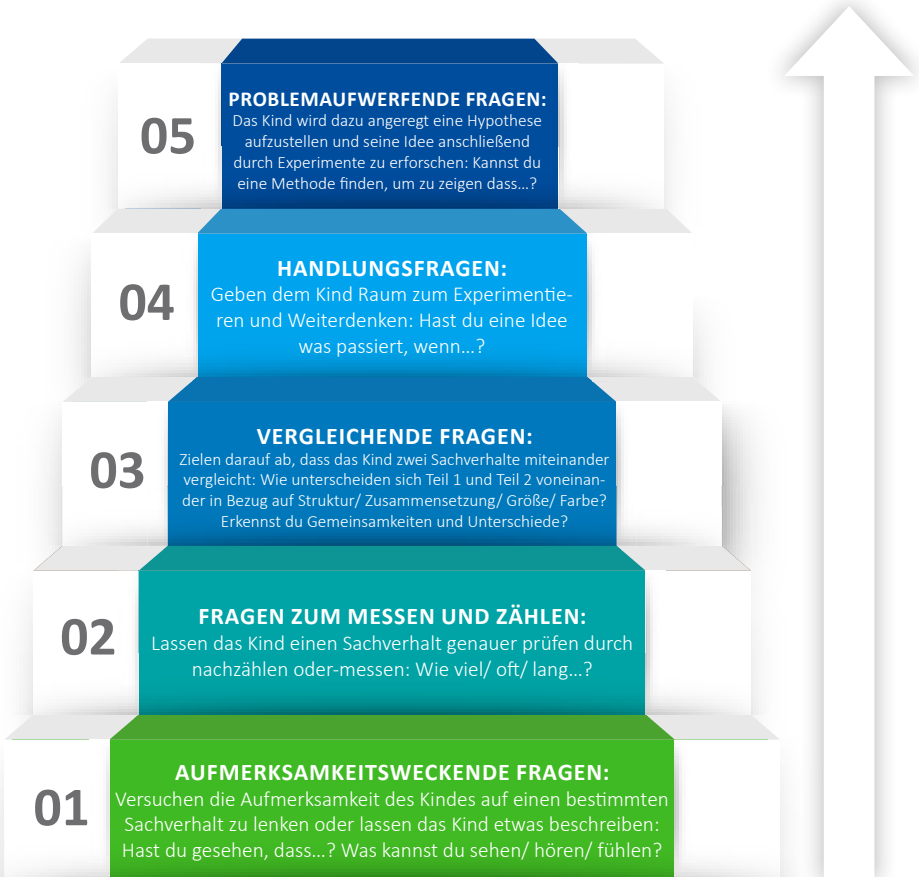 05
PROBLEMAUFWERFENDE FRAGEN:
Das Kind wird dazu angeregt eine Hypothese
aufzustellen und seine Idee anschließend
durch Experimente zu erforschen: Kannst du
eine Methode finden, um zu zeigen dass...?
04
HANDLUNGSFRAGEN:
Geben dem Kind Raum zum Experimentie-
ren und Weiterdenken: Hast du eine Idee
was passiert, wenn...?
03
VERGLEICHENDE FRAGEN:
Zielen darauf ab, dass das Kind zwei Sachverhalte miteinander
vergleicht: Wie unterscheiden sich Teil 1 und Teil 2 voneinan-
der in Bezug auf Struktur/ Zusammensetzung/ Größe/ Farbe?
Erkennst du Gemeinsamkeiten und Unterschiede?
02
FRAGEN ZUM MESSEN UND ZÄHLEN:
Lassen das Kind einen Sachverhalt genauer prüfen durch
nachzählen oder-messen: Wie viel/ oft/ lang...?
01
AUFMERKSAMKEITSWECKENDE FRAGEN:
Versuchen die Aufmerksamkeit des Kindes auf einen bestimmten
Sachverhalt zu lenken oder lassen das Kind etwas beschreiben:
Hast du gesehen, dass...? Was kannst du sehen/ hören/ fühlen?